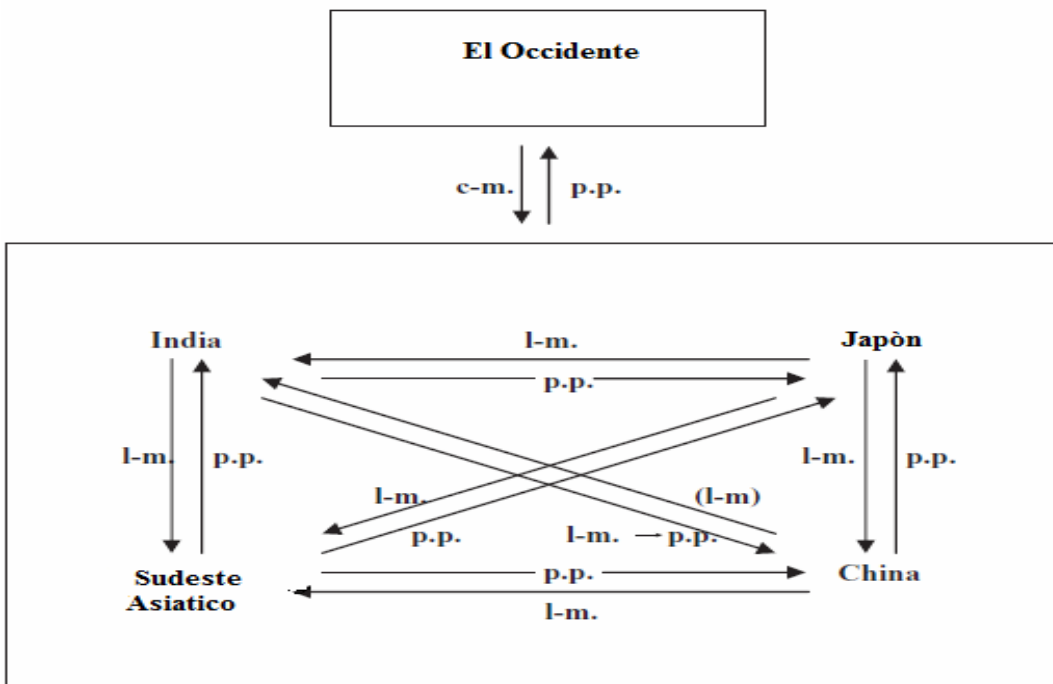 El Occidente
c-m. p.p.
India l-m. Japòn
p.p.
l-m. p.p. l-m. (l-m) l-m. p.p.
p.p. l-m. → p.p.
Sudeste p.p. China
Asiatico l-m.